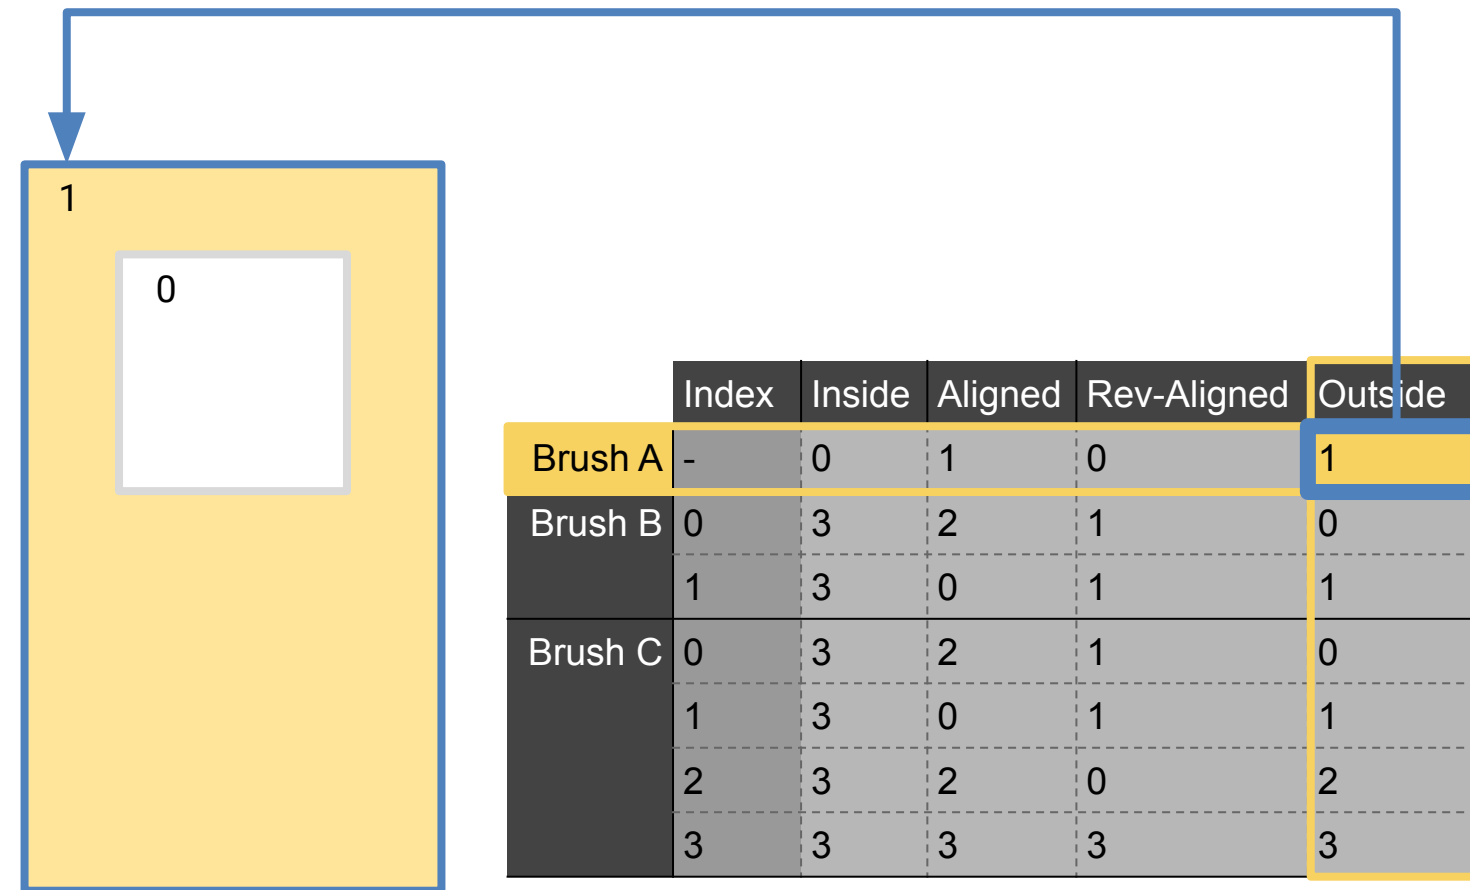 1
0
Index Inside Aligned Rev-Aligned Outside
Brush A - 0 1 0 1
Brush B 0 3 2 1 0
1 3 0 1 1
Brush C 0 3 2 1 0
1 3 0 1 1
2 3 2 0 2
3 3 3 3 3